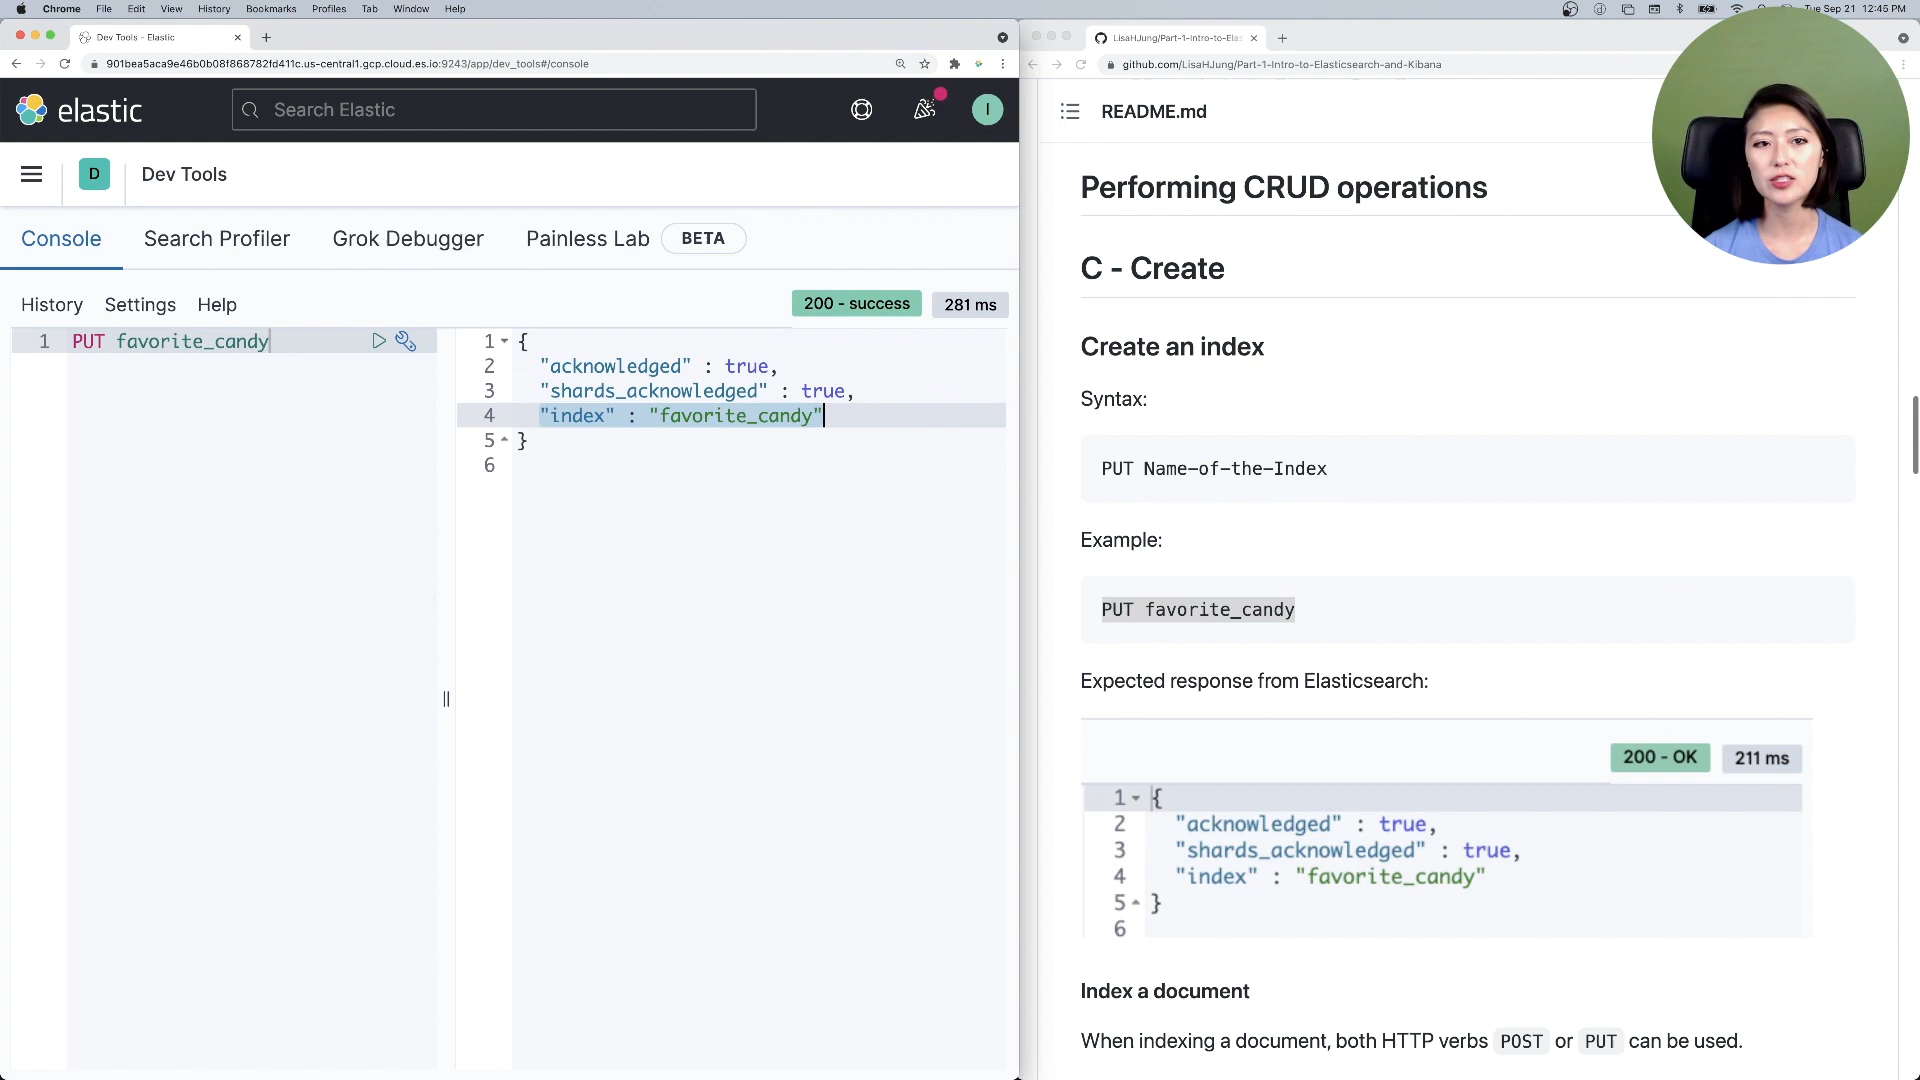 Chrome File Edit View History Bookmarks Profiles Tab Window Help
Tue Sep 21 12:45 PM
Dev Tools - Elastic
901bea5aca9e46b0b08f868782fd411c.us-central1.gcp.cloud.es.io:9243/app/dev_tools#/console
elastic
Search Elastic
I
D
Dev Tools
Console Search Profiler Grok Debugger Painless Lab BETA
History Settings Help
200 - success 281 ms
1 PUT favorite_candy
1 {
2 "acknowledged" : true,
3 "shards_acknowledged" : true,
4 "index" : "favorite_candy"
5 }
6
LisaHJung/Part-1-Intro-to-Elas
github.com/LisaHJung/Part-1-Intro-to-Elasticsearch-and-Kibana
README.md
Performing CRUD operations
C - Create
Create an index
Syntax:
PUT Name-of-the-Index
Example:
PUT favorite_candy
Expected response from Elasticsearch:
200 - OK 211 ms
1 {
2 "acknowledged" : true,
3 "shards_acknowledged" : true,
4 "index" : "favorite_candy"
5 }
6
Index a document
When indexing a document, both HTTP verbs POST or PUT can be used.